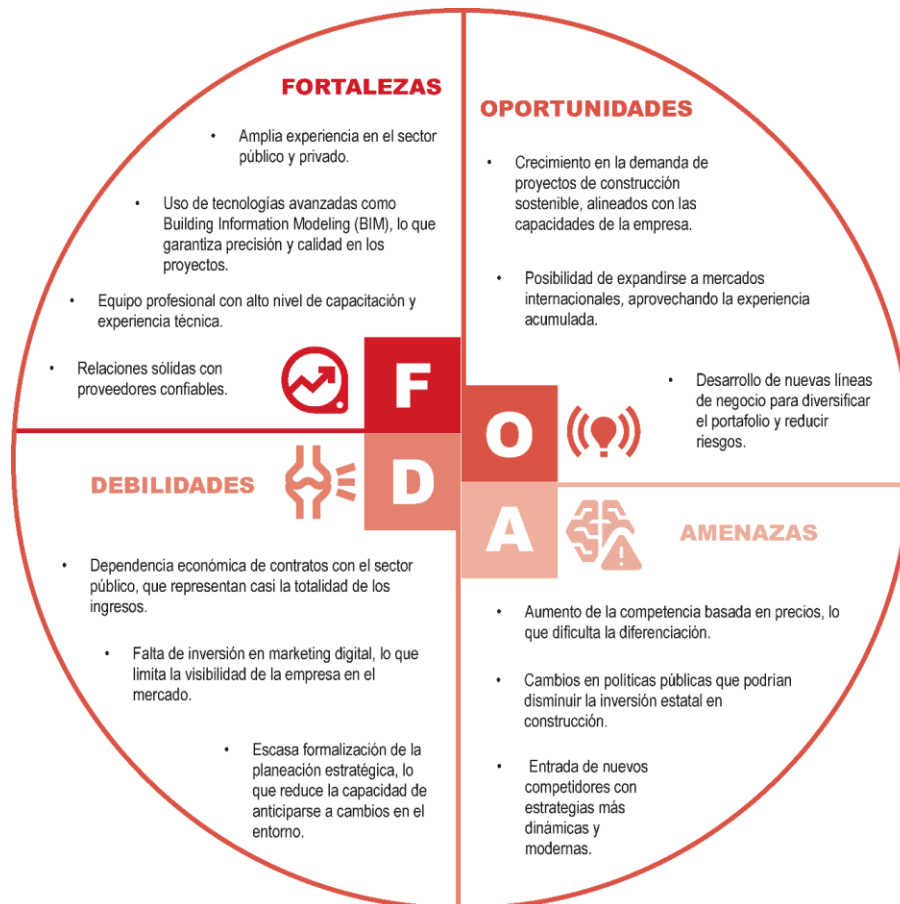 FORTALEZAS
• Amplia experiencia en el sector
público y privado.
• Uso de tecnologías avanzadas como
Building Information Modeling (BIM), lo que
garantiza precisión y calidad en los
proyectos.
• Equipo profesional con alto nivel de capacitación y
experiencia técnica.
• Relaciones sólidas con
proveedores confiables.
F
OPORTUNIDADES
• Crecimiento en la demanda de
proyectos de construcción
sostenible, alineados con las
capacidades de la empresa.
• Posibilidad de expandirse a mercados
internacionales, aprovechando la experiencia
acumulada.
• Desarrollo de nuevas líneas
de negocio para diversificar
el portafolio y reducir
riesgos.
O
DEBILIDADES
D
• Dependencia económica de contratos con el sector
público, que representan casi la totalidad de los
ingresos.
• Falta de inversión en marketing digital, lo que
limita la visibilidad de la empresa en el
mercado.
• Escasa formalización de la
planeación estratégica, lo
que reduce la capacidad de
anticiparse a cambios en el
entorno.
A
AMENAZAS
• Aumento de la competencia basada en precios, lo
que dificulta la diferenciación.
• Cambios en políticas públicas que podrían
disminuir la inversión estatal en
construcción.
• Entrada de nuevos
competidores con
estrategias más
dinámicas y
modernas.